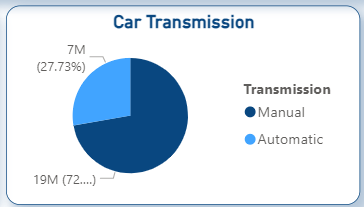 Car Transmission
7M
(27.73%)
Transmission
Manual
Automatic
19M (72....)